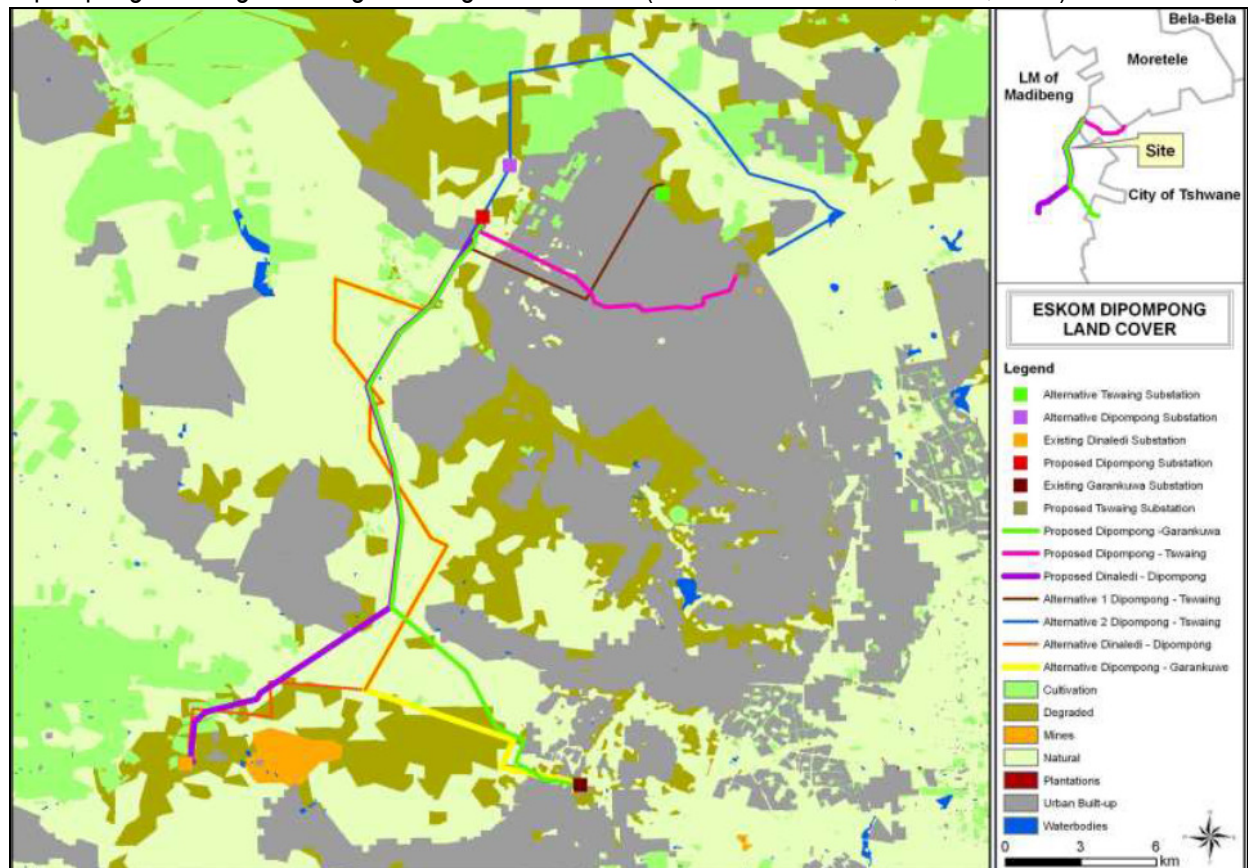 Bela-Bela
Moretele
LM of
Madibeng
Site
City of Tshwane
ESKOM DIPOMPONG
LAND COVER
Legend
Alternative Tswaing Substation
Alternative Dipompong Substation
Existing Dinaledi Substation
Proposed Dipompong Substation
Existing Garankuwa Substation
Proposed Tswaing Substation
Proposed Dipompong -Garankuwa
Proposed Dipompong - Tswaing
Proposed Dinaledi - Dipompong
Alternative 1 Dipompong - Tswaing
Alternative 2 Dipompong - Tswaing
Alternative Dinaledi - Dipompong
Alternative Dipompong - Garankuwe
Cultivation
Degraded
Mines
Natural
Plantations
Urban Built-up
Waterbodies
0 3 6
km